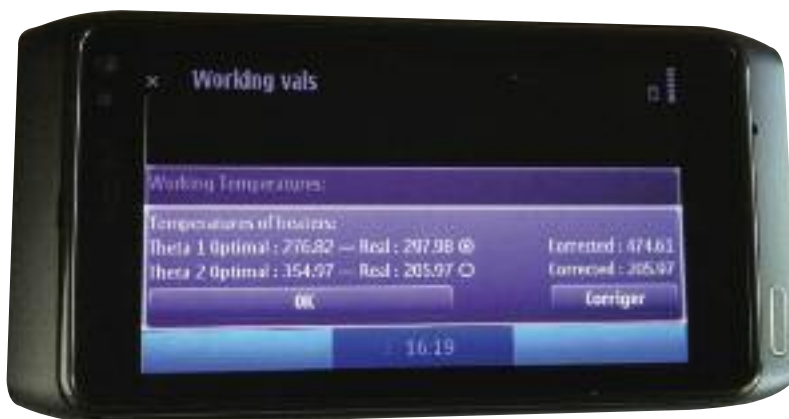 × Working vals
Working Temperatures:
Temperatures of heaters:
Theta 1 Optimal : 276.82 — Real : 297.98 Corrected : 474.61
Theta 2 Optimal : 354.97 — Real : 205.97 Corrected : 205.97
OK Corriger
16:19